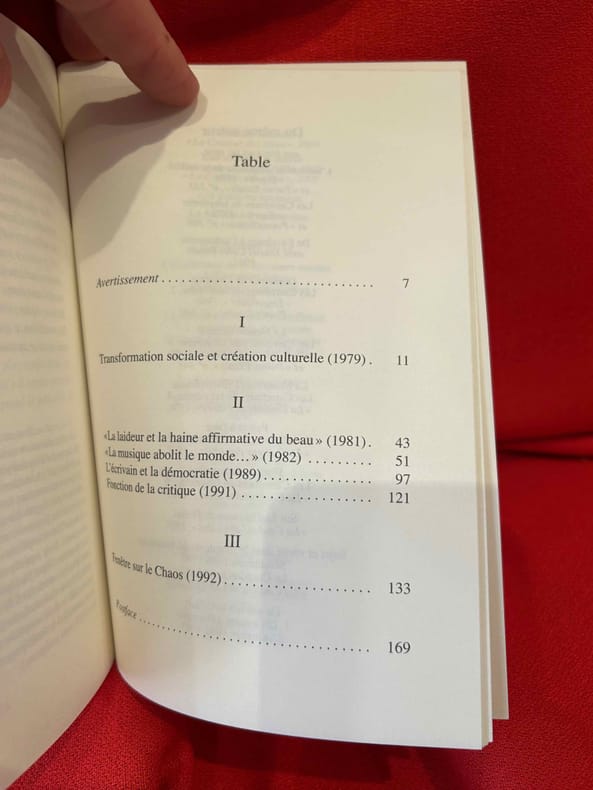 Table
Avertissement . . . . . . . . . . . . . . . . . . . . . . . . . . . . . . 7
I
Transformation sociale et création culturelle (1979) . 11
II
« La laideur et la haine affirmative du beau » (1981) . 43
« La musique abolit le monde… » (1982) . . . . . . . . . 51
L'écrivain et la démocratie (1989) . . . . . . . . . . . . . . . 97
Fonction de la critique (1991) . . . . . . . . . . . . . . . . . . 121
III
Fenêtre sur le Chaos (1992) . . . . . . . . . . . . . . . . . . . . 133
Postface . . . . . . . . . . . . . . . . . . . . . . . . . . . . . . . . 169